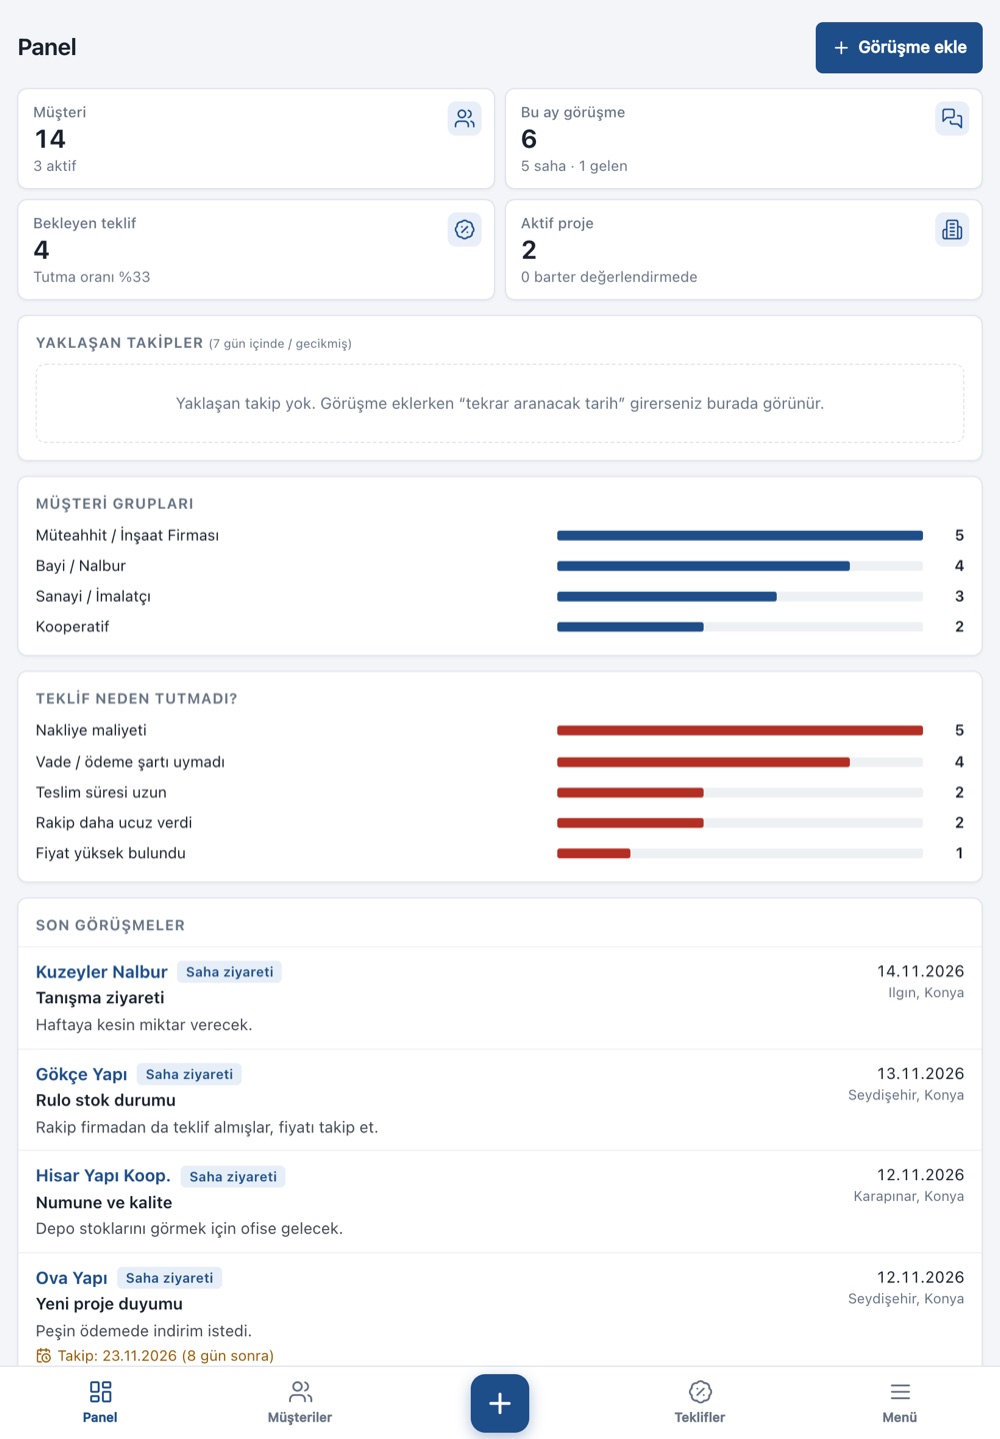 Panel
Görüşme ekle
Müşteri
14
3 aktif
Bu ay görüşme
6
5 saha · 1 gelen
Bekleyen teklif
4
Tutma oranı %33
Aktif proje
2
0 barter değerlendirmede
YAKLAŞAN TAKİPLER (7 gün içinde / gecikmiş)
Yaklaşan takip yok. Görüşme eklerken “tekrar aranacak tarih” girerseniz burada görünür.
MÜŞTERİ GRUPLARI
Müteahhit / İnşaat Firması 5
Bayi / Nalbur 4
Sanayi / İmalatçı 3
Kooperatif 2
TEKLİF NEDEN TUTMADI?
Nakliye maliyeti 5
Vade / ödeme şartı uymadı 4
Teslim süresi uzun 2
Rakip daha ucuz verdi 2
Fiyat yüksek bulundu 1
SON GÖRÜŞMELER
Kuzeyler Nalbur Saha ziyareti 14.11.2026
Tanışma ziyareti Ilgın, Konya
Haftaya kesin miktar verecek.
Gökçe Yapı Saha ziyareti 13.11.2026
Rulo stok durumu Seydişehir, Konya
Rakip firmadan da teklif almışlar, fiyatı takip et.
Hisar Yapı Koop. Saha ziyareti 12.11.2026
Numune ve kalite Karapınar, Konya
Depo stoklarını görmek için ofise gelecek.
Ova Yapı Saha ziyareti 12.11.2026
Yeni proje duyumu Seydişehir, Konya
Peşin ödemede indirim istedi.
Takip: 23.11.2026 (8 gün sonra)
Panel Müşteriler Teklifler Menü